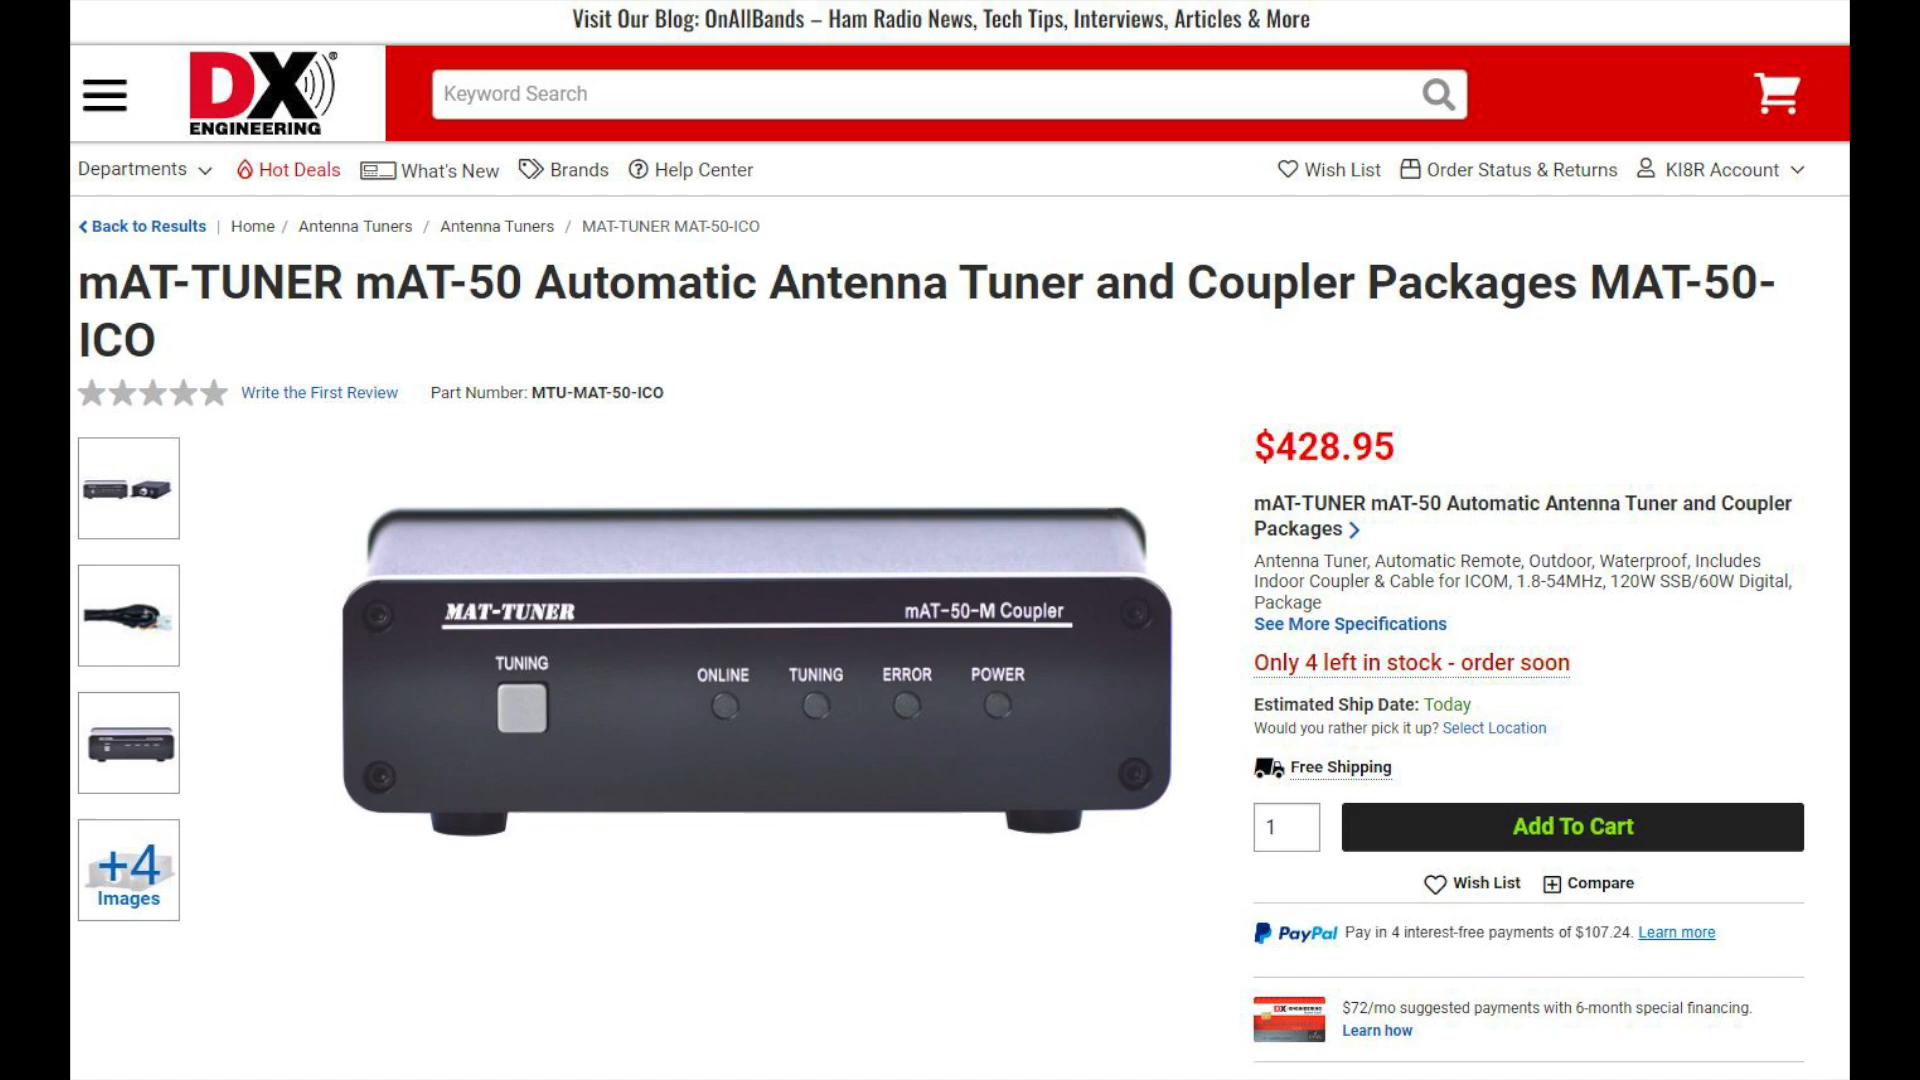 Visit Our Blog: OnAllBands – Ham Radio News, Tech Tips, Interviews, Articles & More
DX®
ENGINEERING
Keyword Search
Departments Hot Deals What's New Brands Help Center Wish List Order Status & Returns KI8R Account
Back to Results | Home / Antenna Tuners / Antenna Tuners / MAT-TUNER MAT-50-ICO
mAT-TUNER mAT-50 Automatic Antenna Tuner and Coupler Packages MAT-50-
ICO
Write the First Review Part Number: MTU-MAT-50-ICO
+4
Images
MAT-TUNER mAT-50-M Coupler
TUNING
ONLINE TUNING ERROR POWER
$428.95
mAT-TUNER mAT-50 Automatic Antenna Tuner and Coupler
Packages
Antenna Tuner, Automatic Remote, Outdoor, Waterproof, Includes
Indoor Coupler & Cable for ICOM, 1.8-54MHz, 120W SSB/60W Digital,
Package
See More Specifications
Only 4 left in stock - order soon
Estimated Ship Date: Today
Would you rather pick it up? Select Location
Free Shipping
1 Add To Cart
Wish List Compare
PayPal Pay in 4 interest-free payments of $107.24. Learn more
$72/mo suggested payments with 6-month special financing.
Learn how